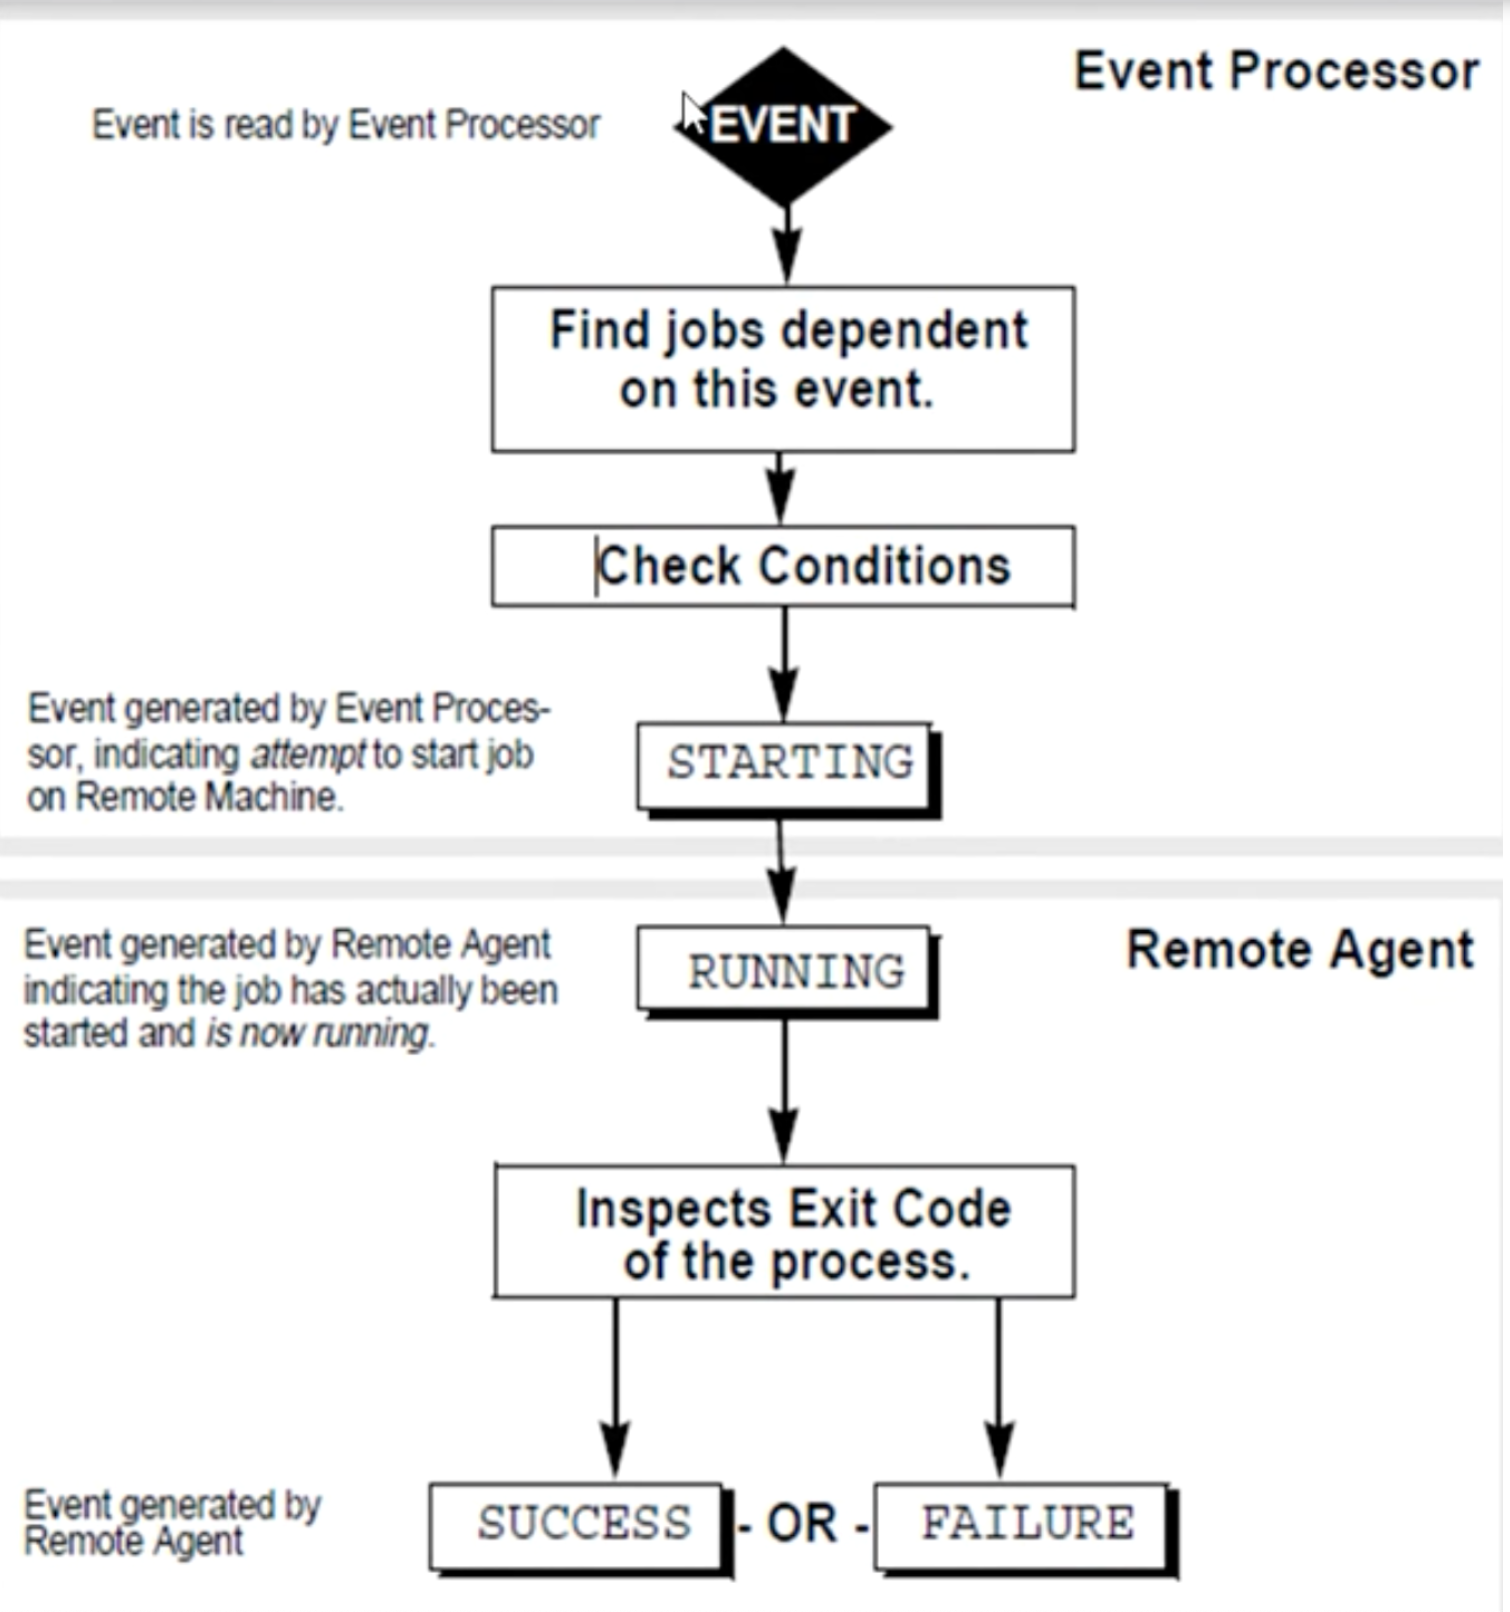 Event Processor
Event is read by Event Processor
EVENT
Find jobs dependent
on this event.
Check Conditions
Event generated by Event Proces-
sor, indicating attempt to start job
on Remote Machine.
STARTING
Remote Agent
Event generated by Remote Agent
indicating the job has actually been
started and is now running.
RUNNING
Inspects Exit Code
of the process.
Event generated by
Remote Agent
SUCCESS - OR - FAILURE